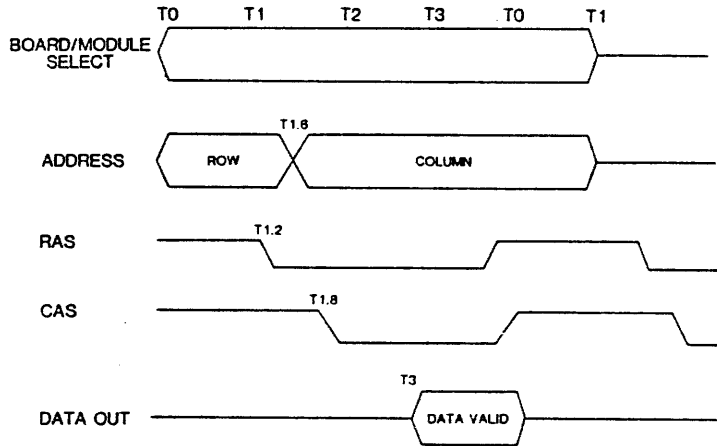 T0 T1 T2 T3 T0 T1
BOARD/MODULE
SELECT
T1.6
ADDRESS ROW COLUMN
RAS T1.2
CAS T1.8
T3
DATA OUT DATA VALID